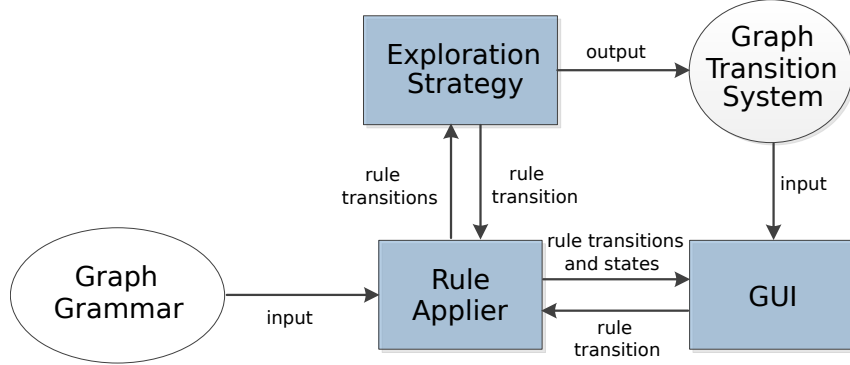 Exploration
Strategy
output
Graph
Transition
System
rule
transitions
rule
transition
input
Graph
Grammar
input
Rule
Applier
rule transitions
and states
rule
transition
GUI